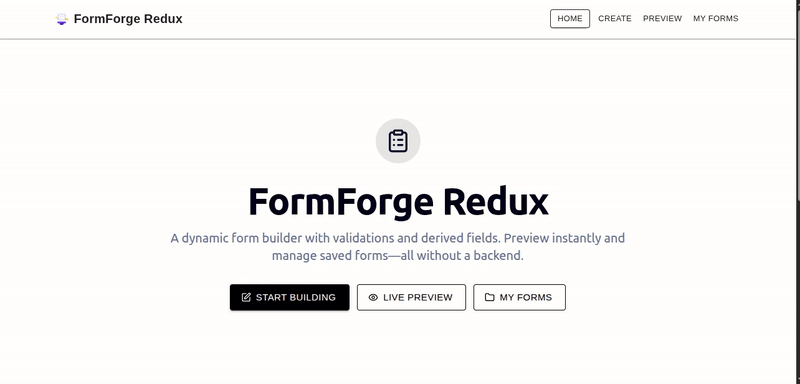 FormForge Redux
HOME
CREATE
PREVIEW
MY FORMS
FormForge Redux
A dynamic form builder with validations and derived fields. Preview instantly and
manage saved forms—all without a backend.
START BUILDING
LIVE PREVIEW
MY FORMS